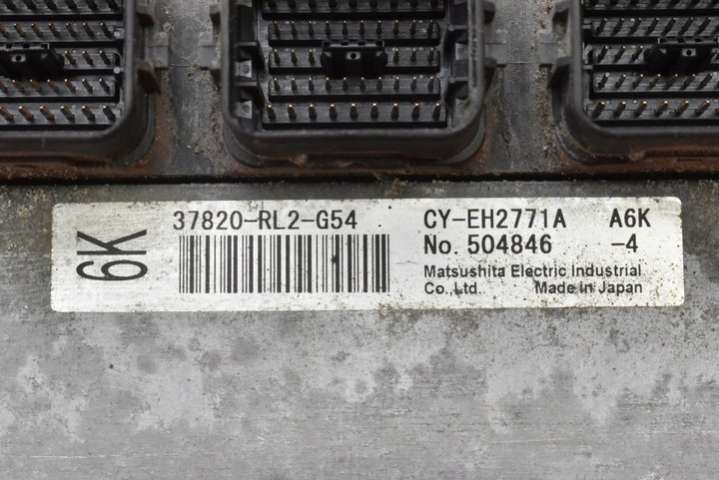 6K
37820-RL2-G54 CY-EH2771A A6K
No. 504846 -4
Matsushita Electric Industrial
Co.,Ltd. Made in Japan